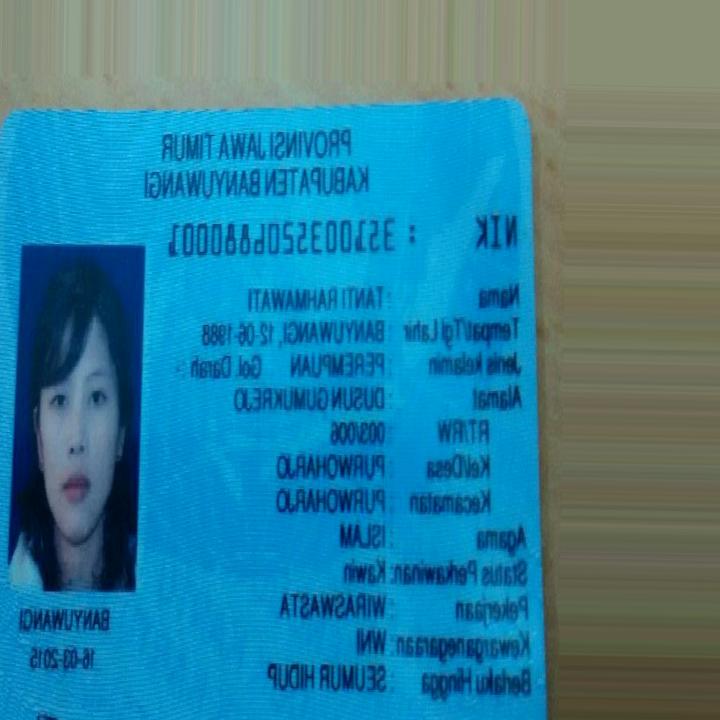 PROVINSI JAWA TIMUR
KABUPATEN BANYUWANGI
NIK : 3510035206880001
Nama : TANTI RAHMAWATI
Tempat/Tgl Lahir : BANYUWANGI, 12-06-1988
Jenis kelamin : PEREMPUAN Gol. Darah : -
Alamat : DUSUN GUMUKREJO
RT/RW : 003/006
Kel/Desa : PURWOHARJO
Kecamatan : PURWOHARJO
Agama : ISLAM
Status Perkawinan: Kawin
Pekerjaan : WIRASWASTA
Kewarganegaraan: WNI
Berlaku Hingga : SEUMUR HIDUP
BANYUWANGI
16-03-2015